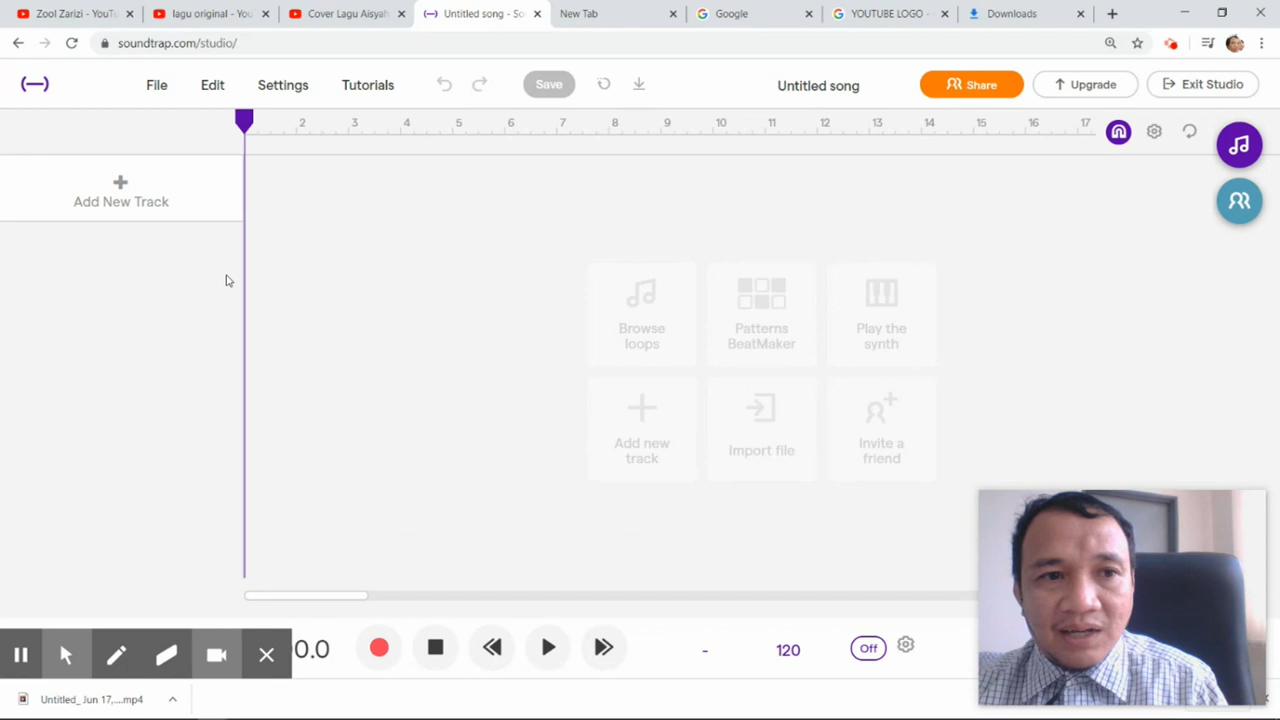 Zool Zarizi - YouTu
lagu original - You
Cover Lagu Aisyah
Untitled song - So
New Tab
Google
YOUTUBE LOGO -
Downloads
soundtrap.com/studio/
File
Edit
Settings
Tutorials
Save
Untitled song
Share
Upgrade
Exit Studio
2 3 4 5 6 7 8 9 10 11 12 13 14 15 16 17
Add New Track
Browse
loops
Patterns
BeatMaker
Play the
synth
Add new
track
Import file
Invite a
friend
0.0
-
120
Off
Untitled_ Jun 17,....mp4